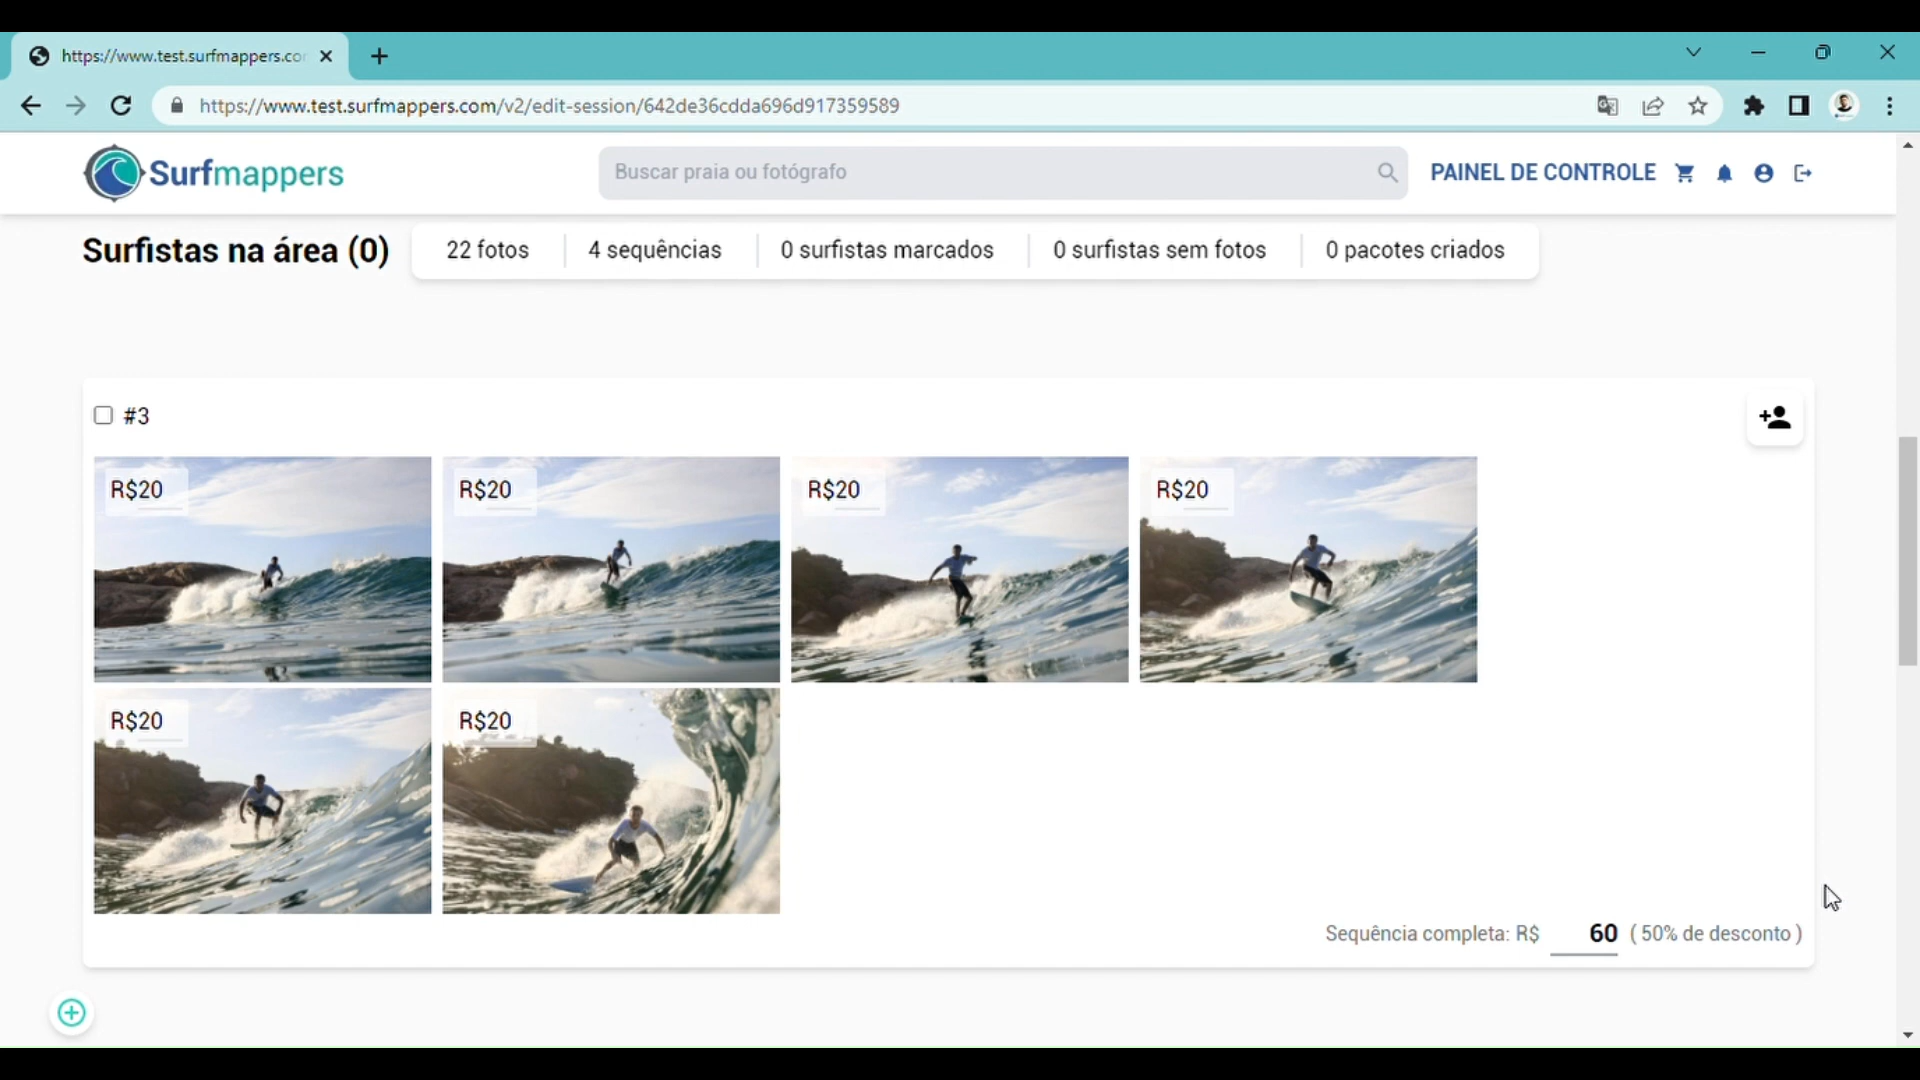 https://www.test.surfmappers.co
https://www.test.surfmappers.com/v2/edit-session/642de36cdda696d917359589
Surfmappers
Buscar praia ou fotógrafo
PAINEL DE CONTROLE
Surfistas na área (0)
22 fotos
4 sequências
0 surfistas marcados
0 surfistas sem fotos
0 pacotes criados
#3
R$20
R$20
R$20
R$20
R$20
R$20
Sequência completa: R$ 60 ( 50% de desconto )